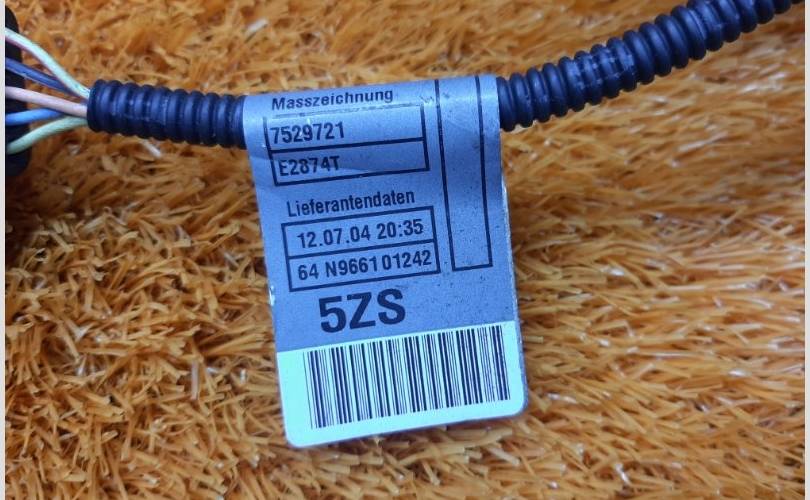 Masszeichnung
7529721
E2874T
Lieferantendaten
12.07.04 20:35
64 N966101242
5ZS